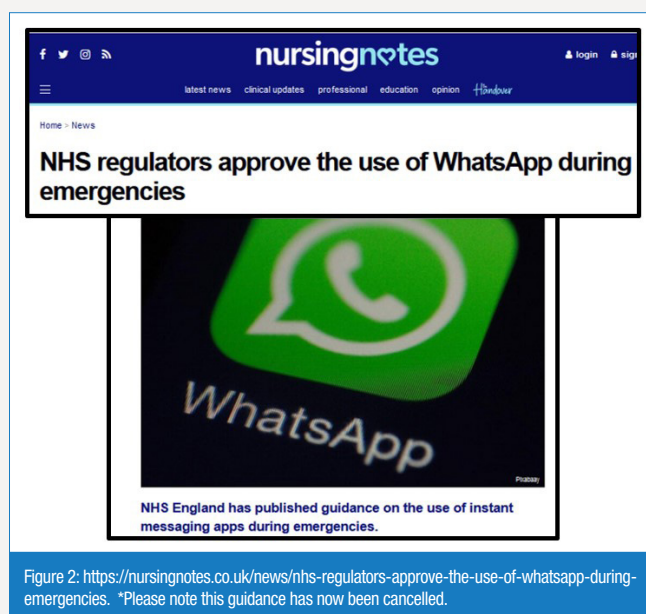 nursingnotes
login
latest news clinical updates professional education opinion Handover
Home > News
NHS regulators approve the use of WhatsApp during
emergencies
WhatsApp
Pixabay
NHS England has published guidance on the use of instant
messaging apps during emergencies.
Figure 2: https://nursingnotes.co.uk/news/nhs-regulators-approve-the-use-of-whatsapp-during-
emergencies. *Please note this guidance has now been cancelled.